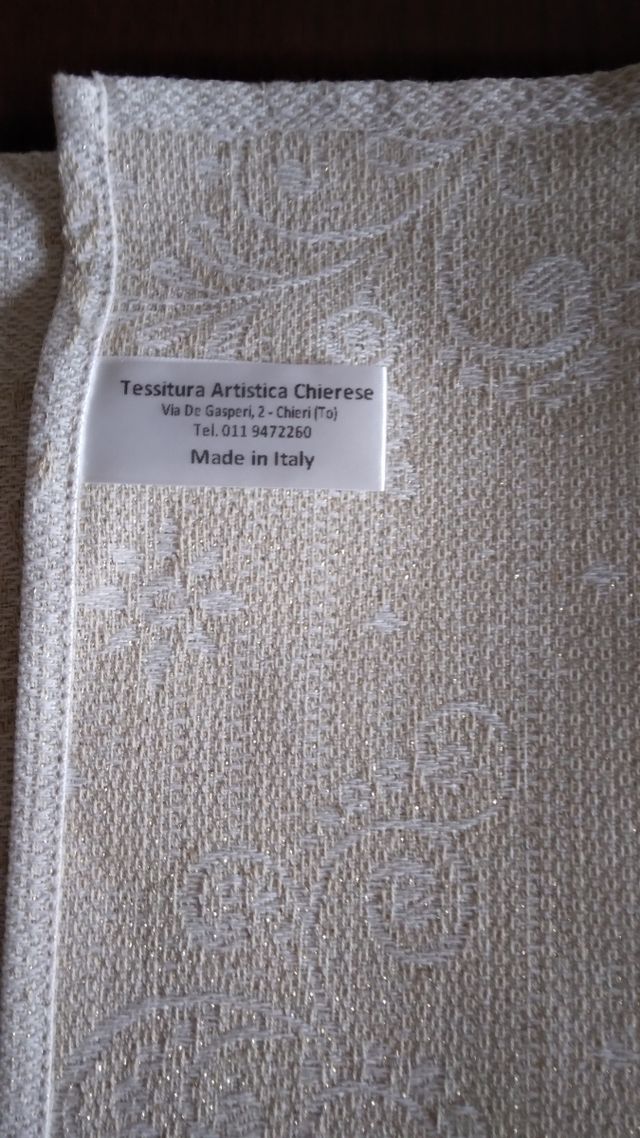 Tessitura Artistica Chierese
Via De Gasperi, 2 - Chieri (To)
Tel. 011 9472260
Made in Italy